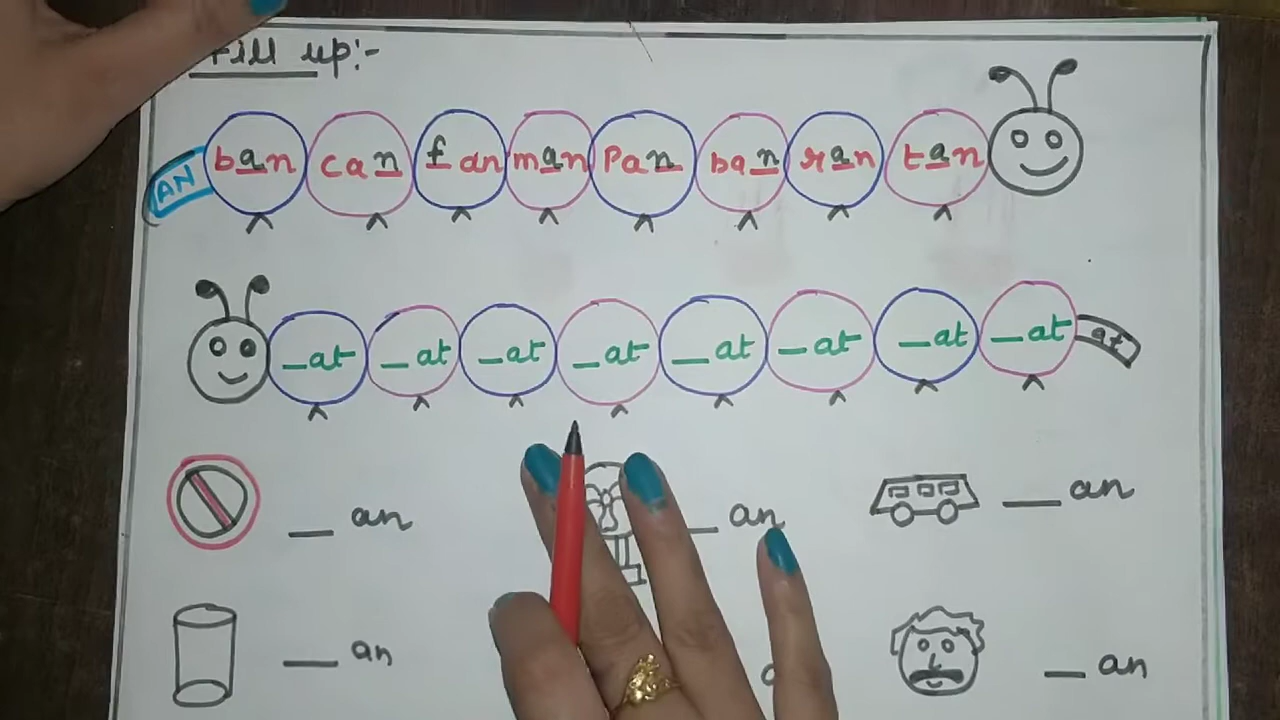 Fill up:-
AN ban can fan man Pan ban ran tan
_at _at _at _at _at _at _at _at at
_ an _ an _ an
_ an _ an